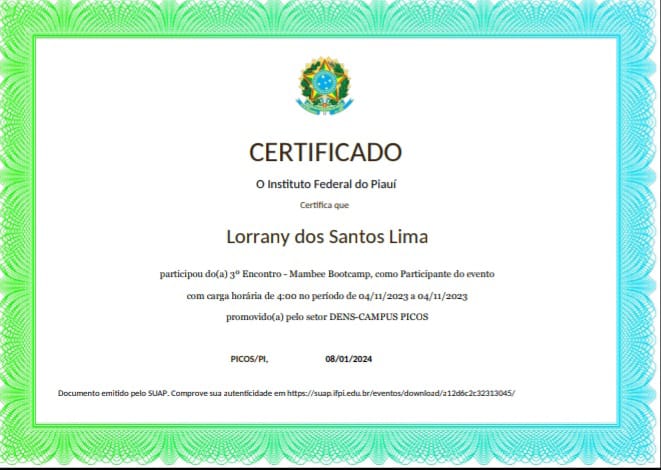 CERTIFICADO
O Instituto Federal do Piauí
Certifica que
Lorrany dos Santos Lima
participou do(a) 3º Encontro - Mambee Bootcamp, como Participante do evento
com carga horária de 4:00 no período de 04/11/2023 a 04/11/2023
promovido(a) pelo setor DENS-CAMPUS PICOS
PICOS/PI, 08/01/2024
Documento emitido pelo SUAP. Comprove sua autenticidade em https://suap.ifpi.edu.br/eventos/download/a12d6c2c32313045/